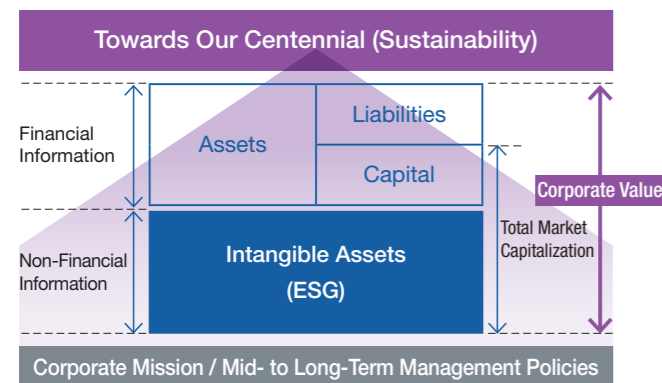 Towards Our Centennial (Sustainability)
Financial
Information
Assets
Liabilities
Capital
Corporate Value
Total Market
Capitalization
Non-Financial
Information
Intangible Assets
(ESG)
Corporate Mission / Mid- to Long-Term Management Policies